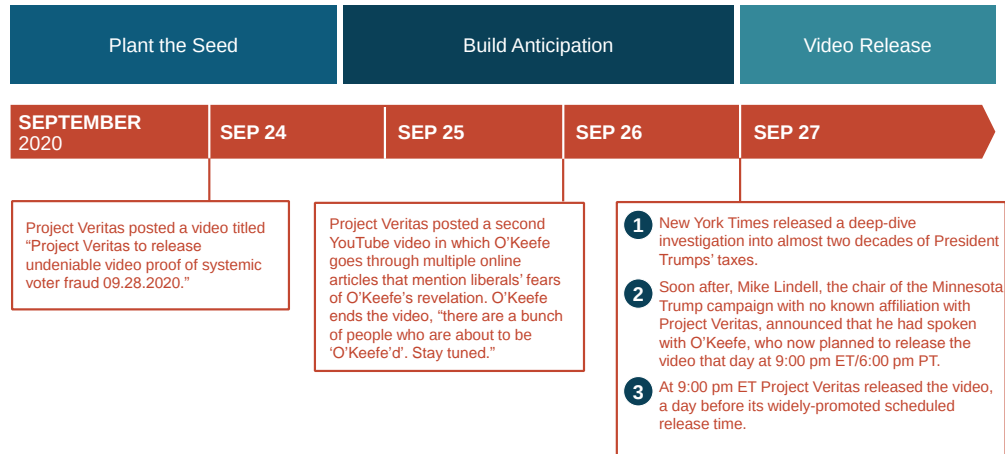 Plant the Seed
Build Anticipation
Video Release
SEPTEMBER
2020
SEP 24
SEP 25
SEP 26
SEP 27
Project Veritas posted a video titled
“Project Veritas to release
undeniable video proof of systemic
voter fraud 09.28.2020.”
Project Veritas posted a second
YouTube video in which O’Keefe
goes through multiple online
articles that mention liberals’ fears
of O’Keefe’s revelation. O’Keefe
ends the video, “there are a bunch
of people who are about to be
‘O’Keefe’d’. Stay tuned.”
1 New York Times released a deep-dive
investigation into almost two decades of President
Trumps’ taxes.
2 Soon after, Mike Lindell, the chair of the Minnesota
Trump campaign with no known affiliation with
Project Veritas, announced that he had spoken
with O’Keefe, who now planned to release the
video that day at 9:00 pm ET/6:00 pm PT.
3 At 9:00 pm ET Project Veritas released the video,
a day before its widely-promoted scheduled
release time.